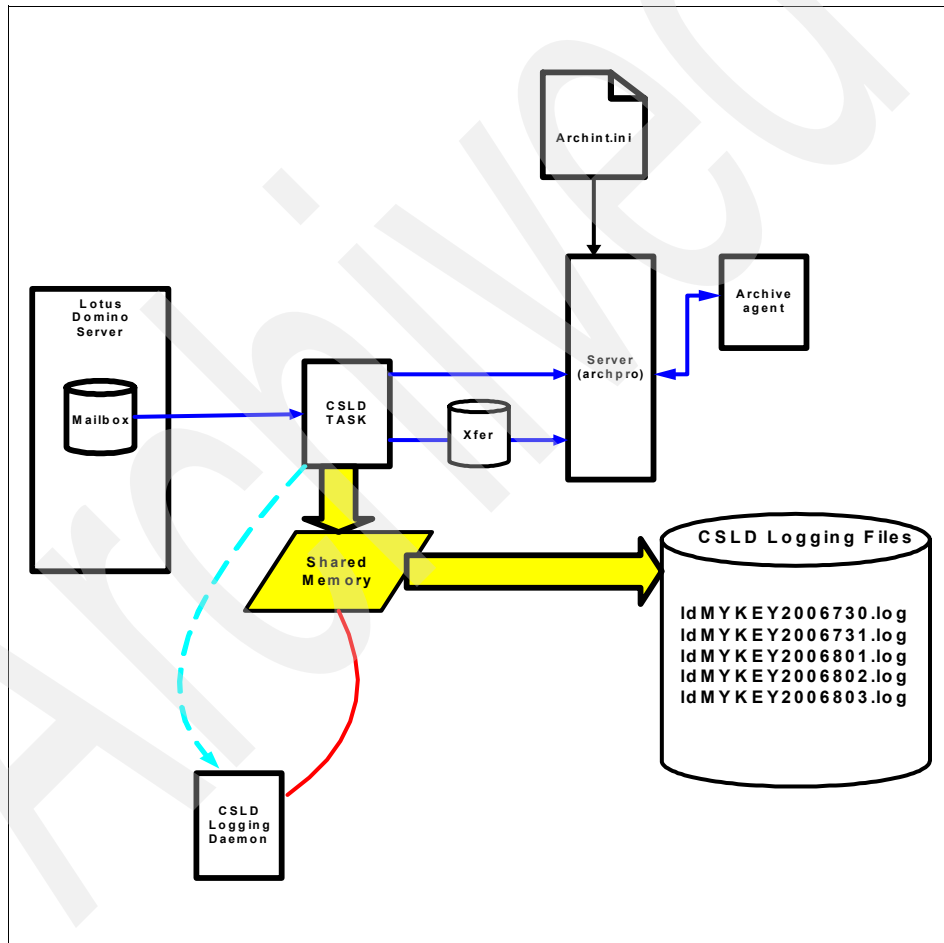 Archived
Archint.ini
Lotus
Domino
Server
Mailbox
CSLD
TASK
Xfer
Server
(archpro)
Archive
agent
Shared
Memory
CSLD Logging Files
ldMYKEY2006730.log
ldMYKEY2006731.log
ldMYKEY2006801.log
ldMYKEY2006802.log
ldMYKEY2006803.log
CSLD
Logging
Daemon